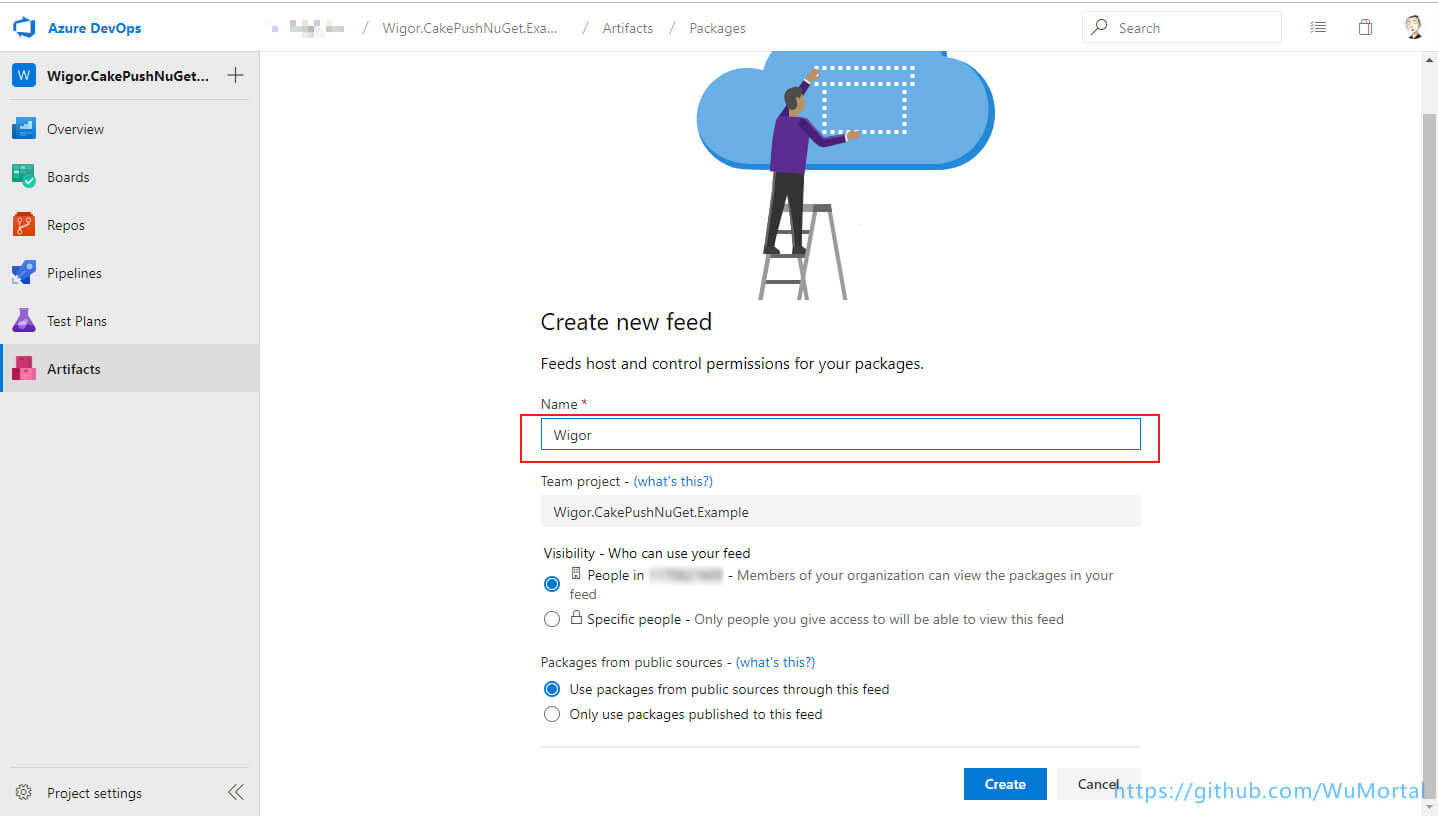 Azure DevOps
/ Wigor.CakePushNuGet.Exa... / Artifacts / Packages
Search
W Wigor.CakePushNuGet...
Overview
Boards
Repos
Pipelines
Test Plans
Artifacts
Project settings
Create new feed
Feeds host and control permissions for your packages.
Name *
Wigor
Team project - (what's this?)
Wigor.CakePushNuGet.Example
Visibility - Who can use your feed
People in - Members of your organization can view the packages in your
feed
Specific people - Only people you give access to will be able to view this feed
Packages from public sources - (what's this?)
Use packages from public sources through this feed
Only use packages published to this feed
Create
Cancel
https://github.com/WuMortal